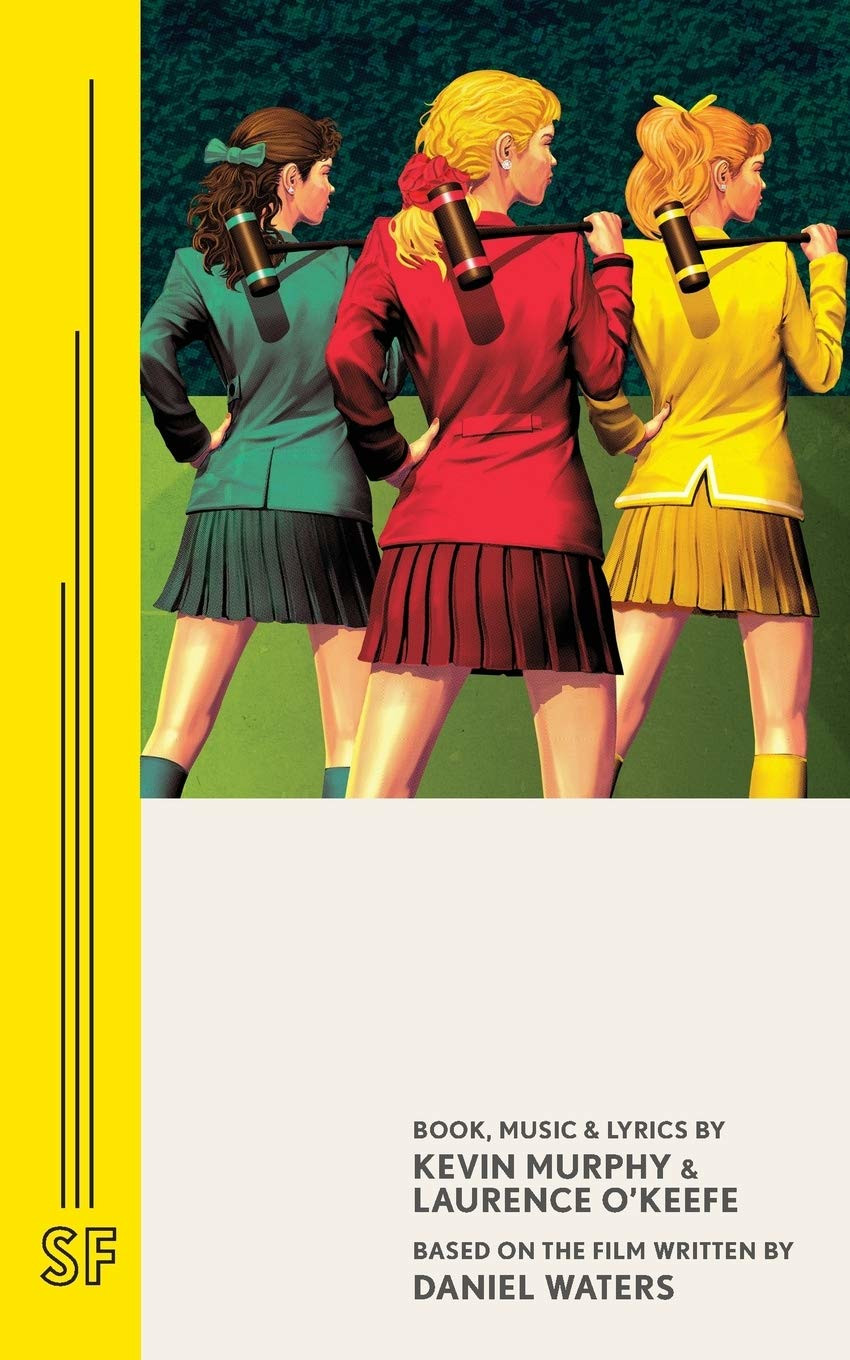 BOOK, MUSIC & LYRICS BY
KEVIN MURPHY &
LAURENCE O'KEEFE
BASED ON THE FILM WRITTEN BY
DANIEL WATERS
SF